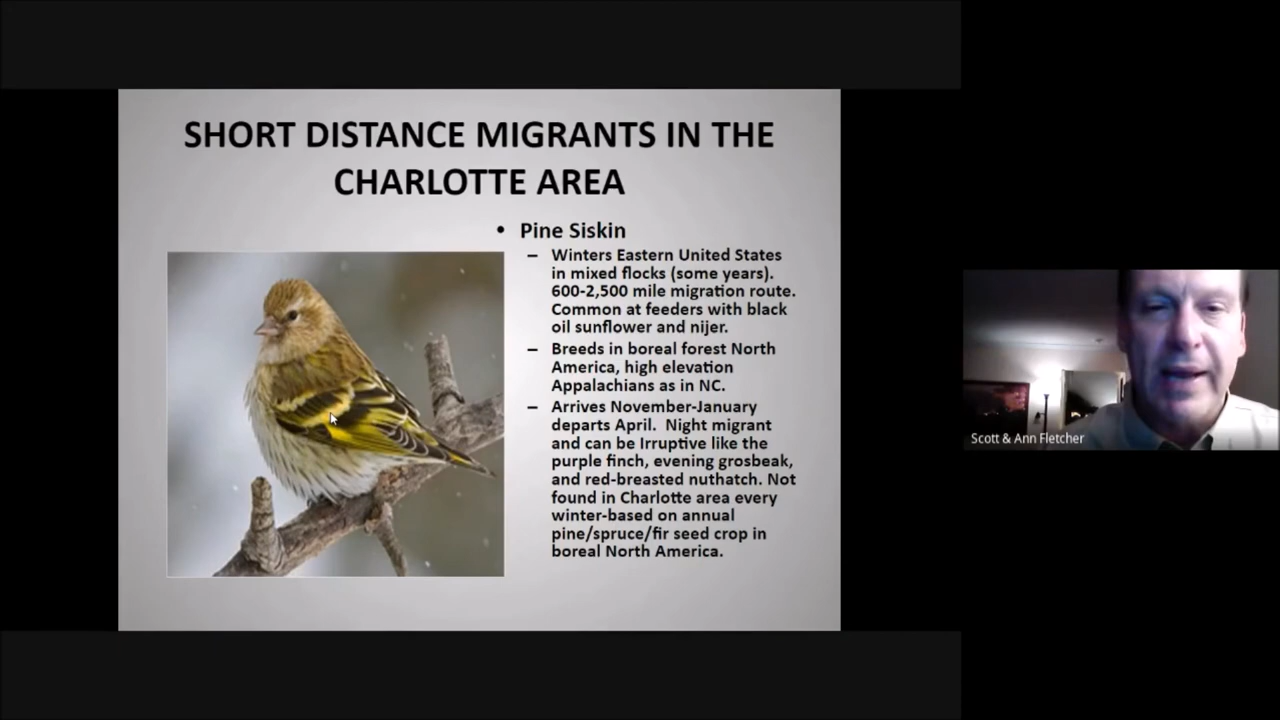 SHORT DISTANCE MIGRANTS IN THE
CHARLOTTE AREA
• Pine Siskin
– Winters Eastern United States
in mixed flocks (some years).
600-2,500 mile migration route.
Common at feeders with black
oil sunflower and nijer.
– Breeds in boreal forest North
America, high elevation
Appalachians as in NC.
– Arrives November-January
departs April. Night migrant
and can be Irruptive like the
purple finch, evening grosbeak,
and red-breasted nuthatch. Not
found in Charlotte area every
winter-based on annual
pine/spruce/fir seed crop in
boreal North America.
Scott & Ann Fletcher